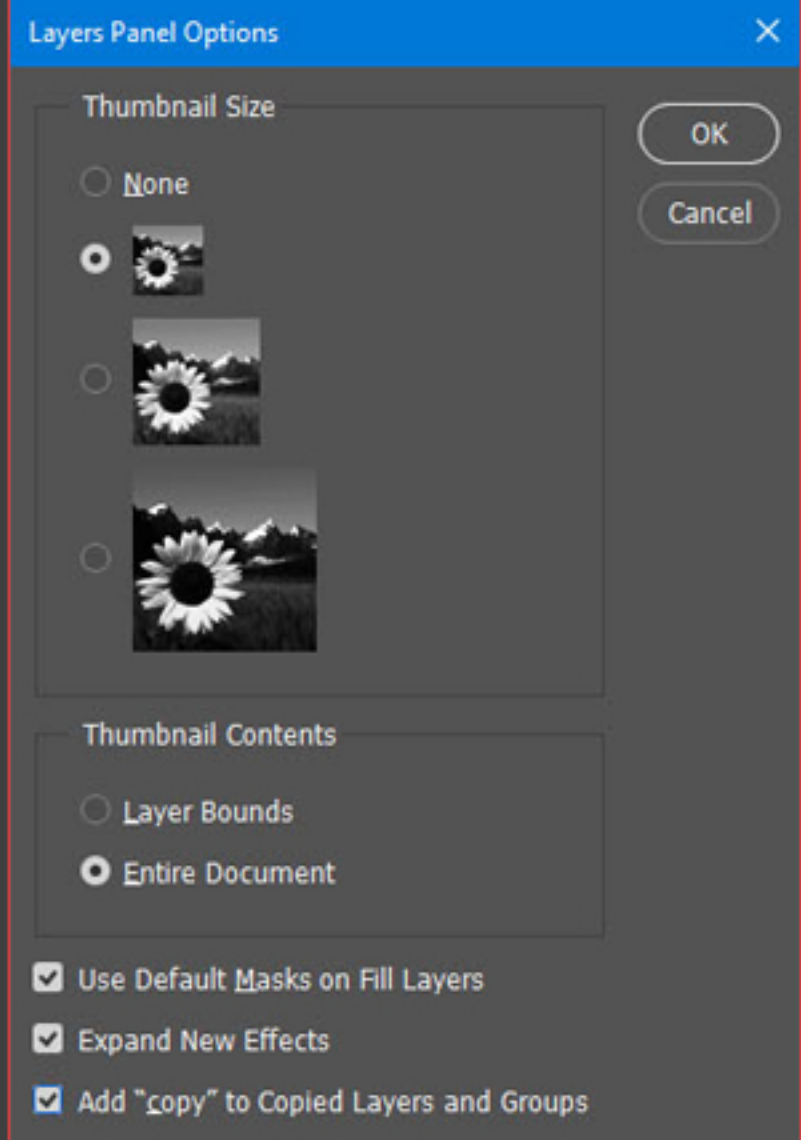 Layers Panel Options
Thumbnail Size
OK
None
Cancel
Thumbnail Contents
Layer Bounds
Entire Document
Use Default Masks on Fill Layers
Expand New Effects
Add “copy” to Copied Layers and Groups